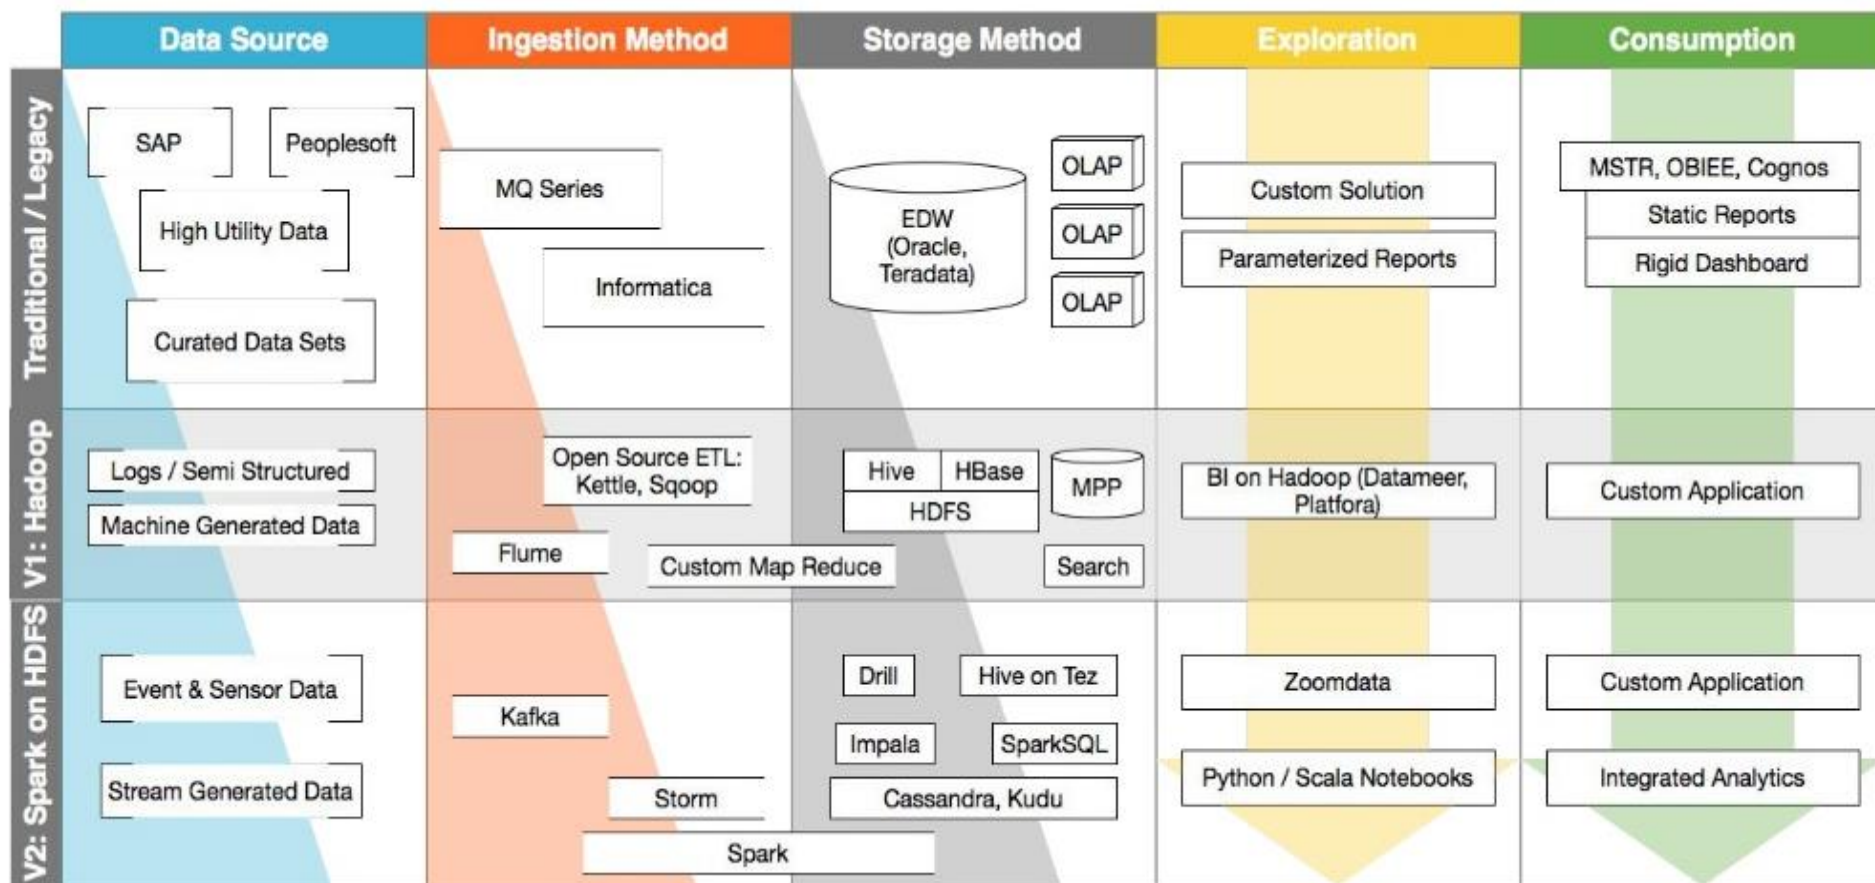 Data Source
Ingestion Method
Storage Method
Exploration
Consumption
Traditional / Legacy
SAP
Peoplesoft
High Utility Data
Curated Data Sets
MQ Series
Informatica
EDW
(Oracle,
Teradata)
OLAP
OLAP
OLAP
Custom Solution
Parameterized Reports
MSTR, OBIEE, Cognos
Static Reports
Rigid Dashboard
V1: Hadoop
Logs / Semi Structured
Machine Generated Data
Open Source ETL:
Kettle, Sqoop
Flume
Custom Map Reduce
Hive
HBase
HDFS
MPP
Search
BI on Hadoop (Datameer,
Platfora)
Custom Application
V2: Spark on HDFS
Event & Sensor Data
Stream Generated Data
Kafka
Storm
Spark
Drill
Hive on Tez
Impala
SparkSQL
Cassandra, Kudu
Zoomdata
Python / Scala Notebooks
Custom Application
Integrated Analytics